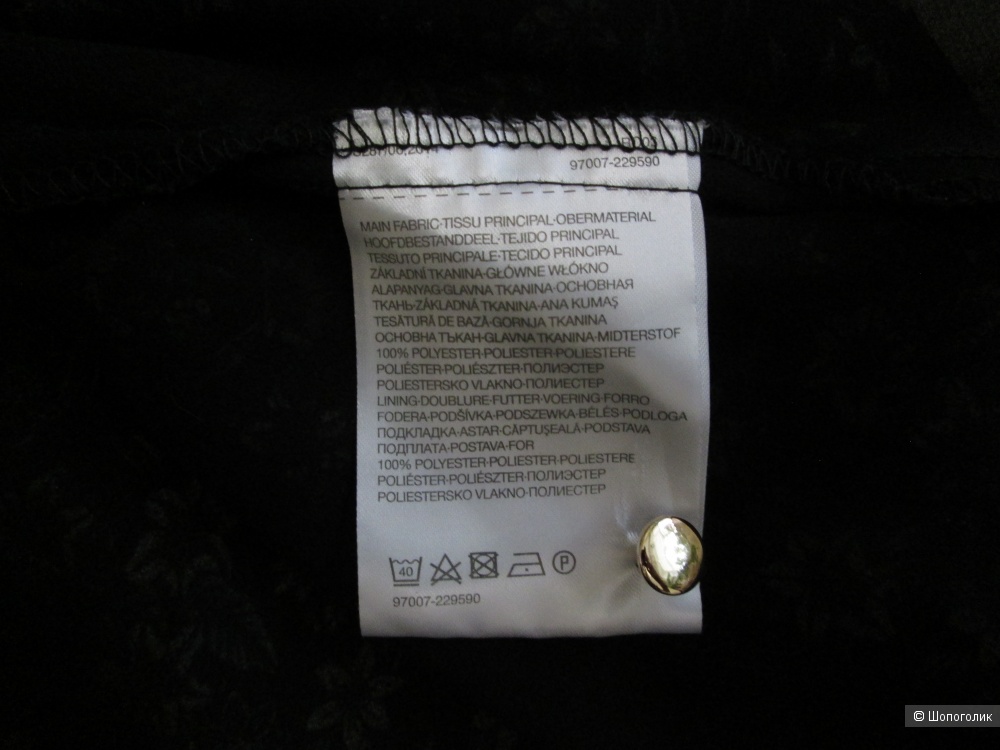 97007-229590
MAIN FABRIC·TISSU PRINCIPAL·OBERMATERIAL
HOOFDBESTANDDEEL·TEJIDO PRINCIPAL
TESSUTO PRINCIPALE·TECIDO PRINCIPAL
ZÁKLADNÍ TKANINA·GŁÓWNE WŁÓKNO
ALAPANYAG·GLAVNA TKANINA·ОСНОВНАЯ
ТКАНЬ·ZÁKLADNÁ TKANINA·ANA KUMAŞ
TESĂTURĂ DE BAZĂ·GORNJA TKANINA
ОСНОВНА ТЪКАН·GLAVNA TKANINA·MIDTERSTOF
100% POLYESTER·POLIESTER·POLIESTERE
POLIÉSTER·POLIÉSZTER·ПОЛИЭСТЕР
POLIESTERSKO VLAKNO·ПОЛИЕСТЕР
LINING·DOUBLURE·FUTTER·VOERING·FORRO
FODERA·PODŠÍVKA·PODSZEWKA·BÉLÉS·PODLOGA
ПОДКЛАДКА·ASTAR·CĂPTUŞEALĂ·PODSTAVA
ПОДПЛАТА·POSTAVA·FOR
100% POLYESTER·POLIESTER·POLIESTERE
POLIÉSTER·POLIÉSZTER·ПОЛИЭСТЕР
POLIESTERSKO VLAKNO·ПОЛИЕСТЕР
40 P
97007-229590
© Шопоголик